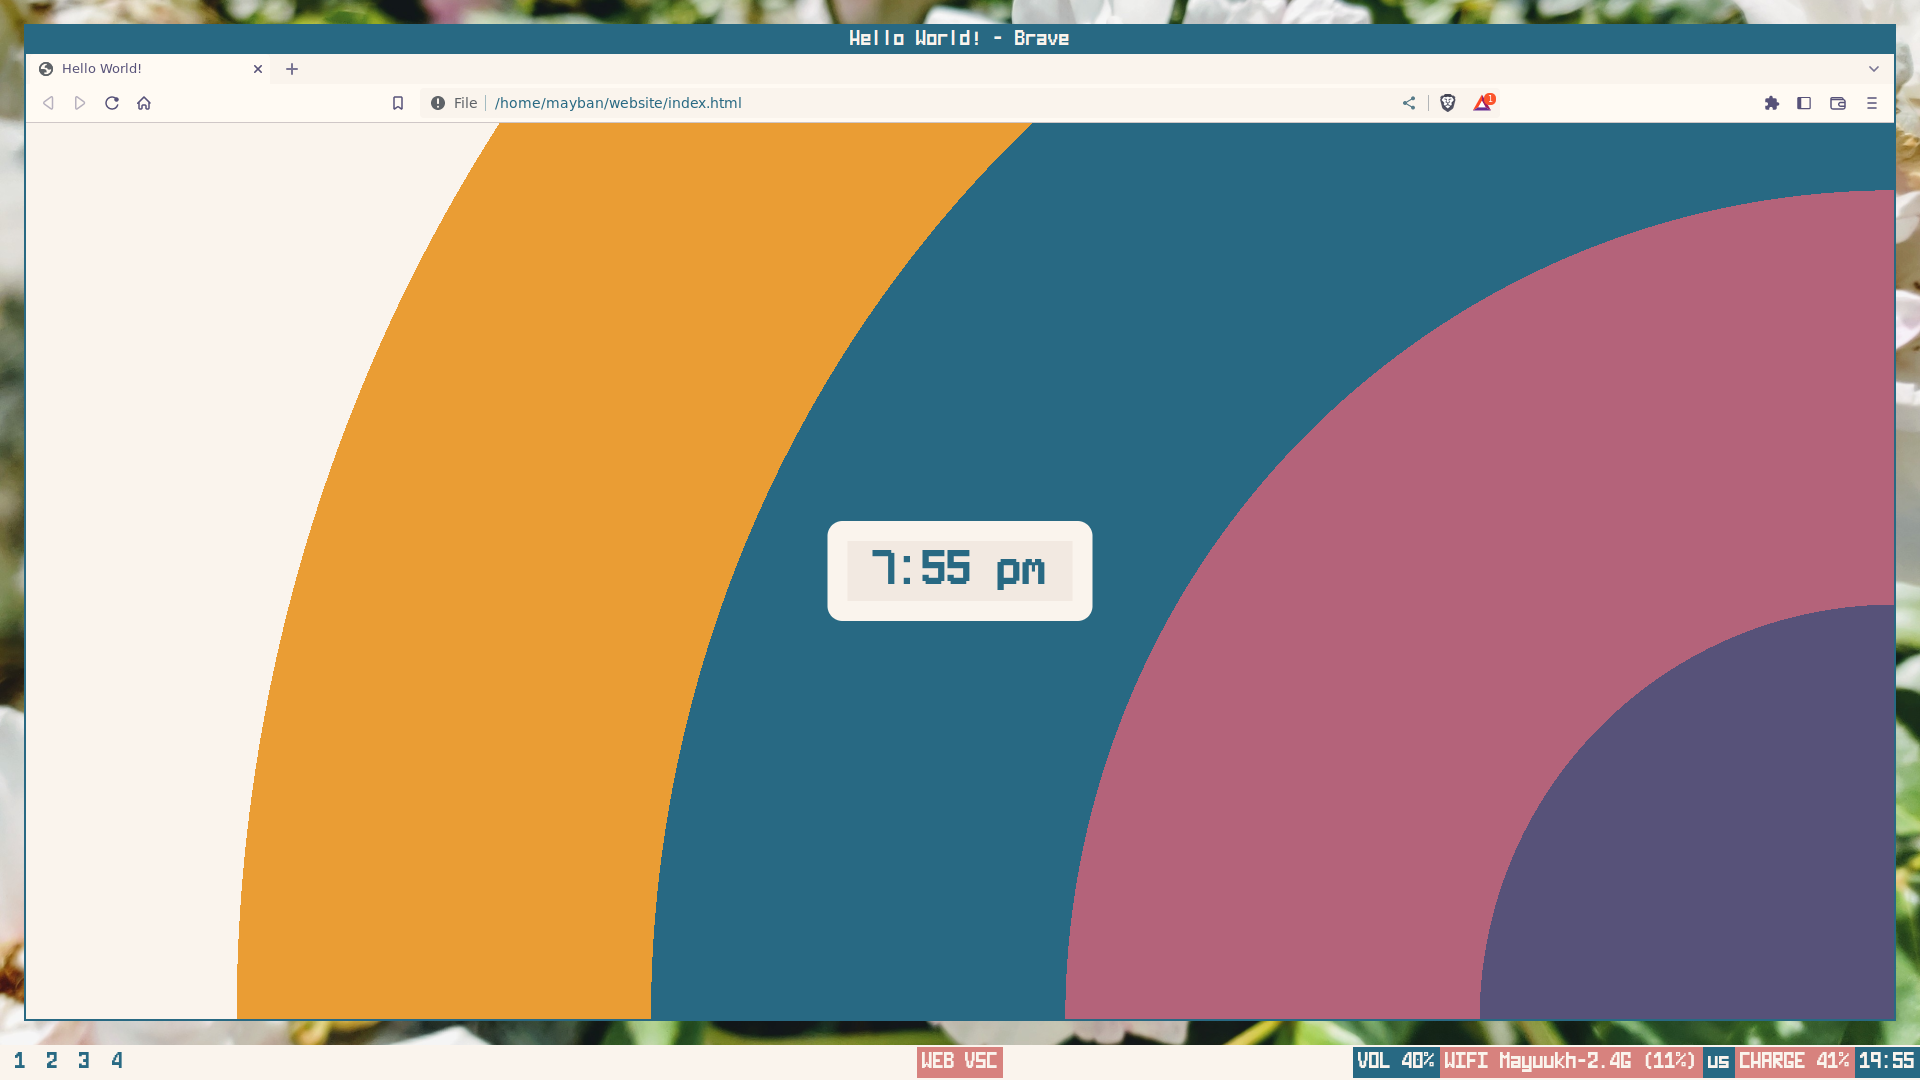 Hello World! - Brave
Hello World!
File /home/mayban/website/index.html
1
7:55 pm
1 2 3 4
WEB VSC
VOL 40% WIFI Mayuukh-2.4G (11%) us CHARGE 41% 19:55